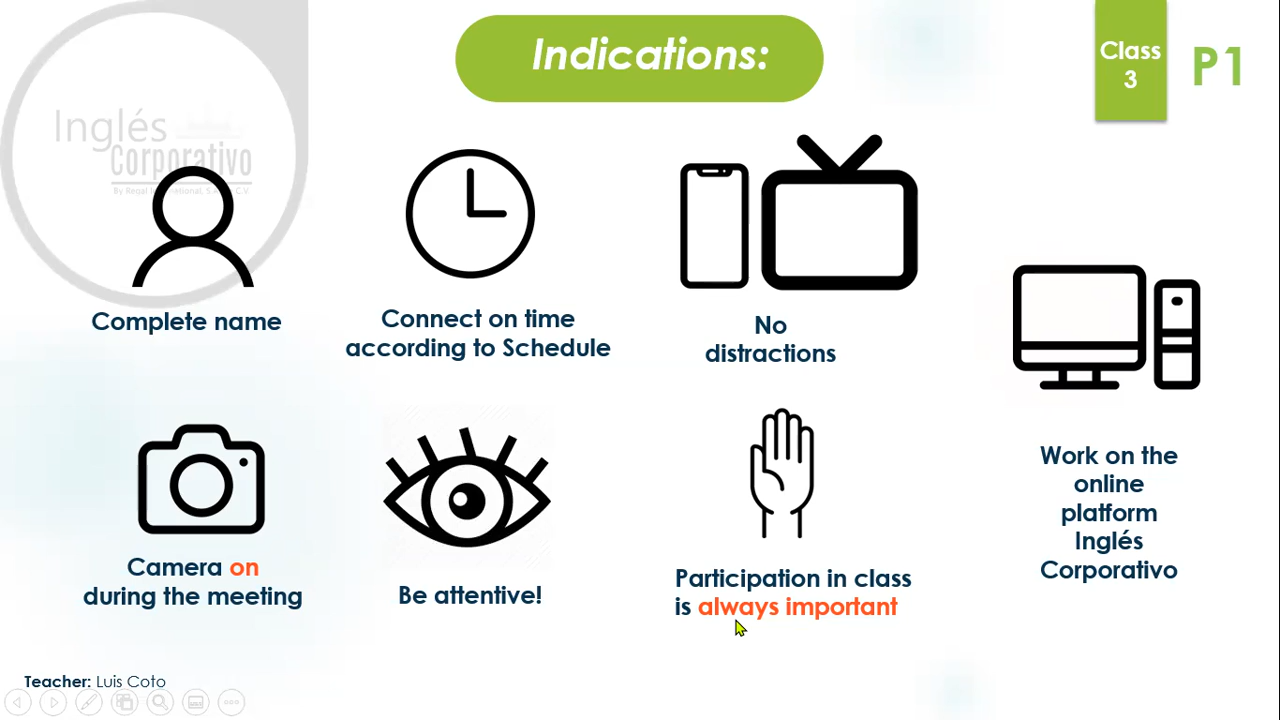 Indications:
Class
3
P1
Inglés
Corporativo
Complete name
Connect on time
according to Schedule
No
distractions
Camera on
during the meeting
Be attentive!
Participation in class
is always important
Work on the
online
platform
Inglés
Corporativo
Teacher: Luis Coto